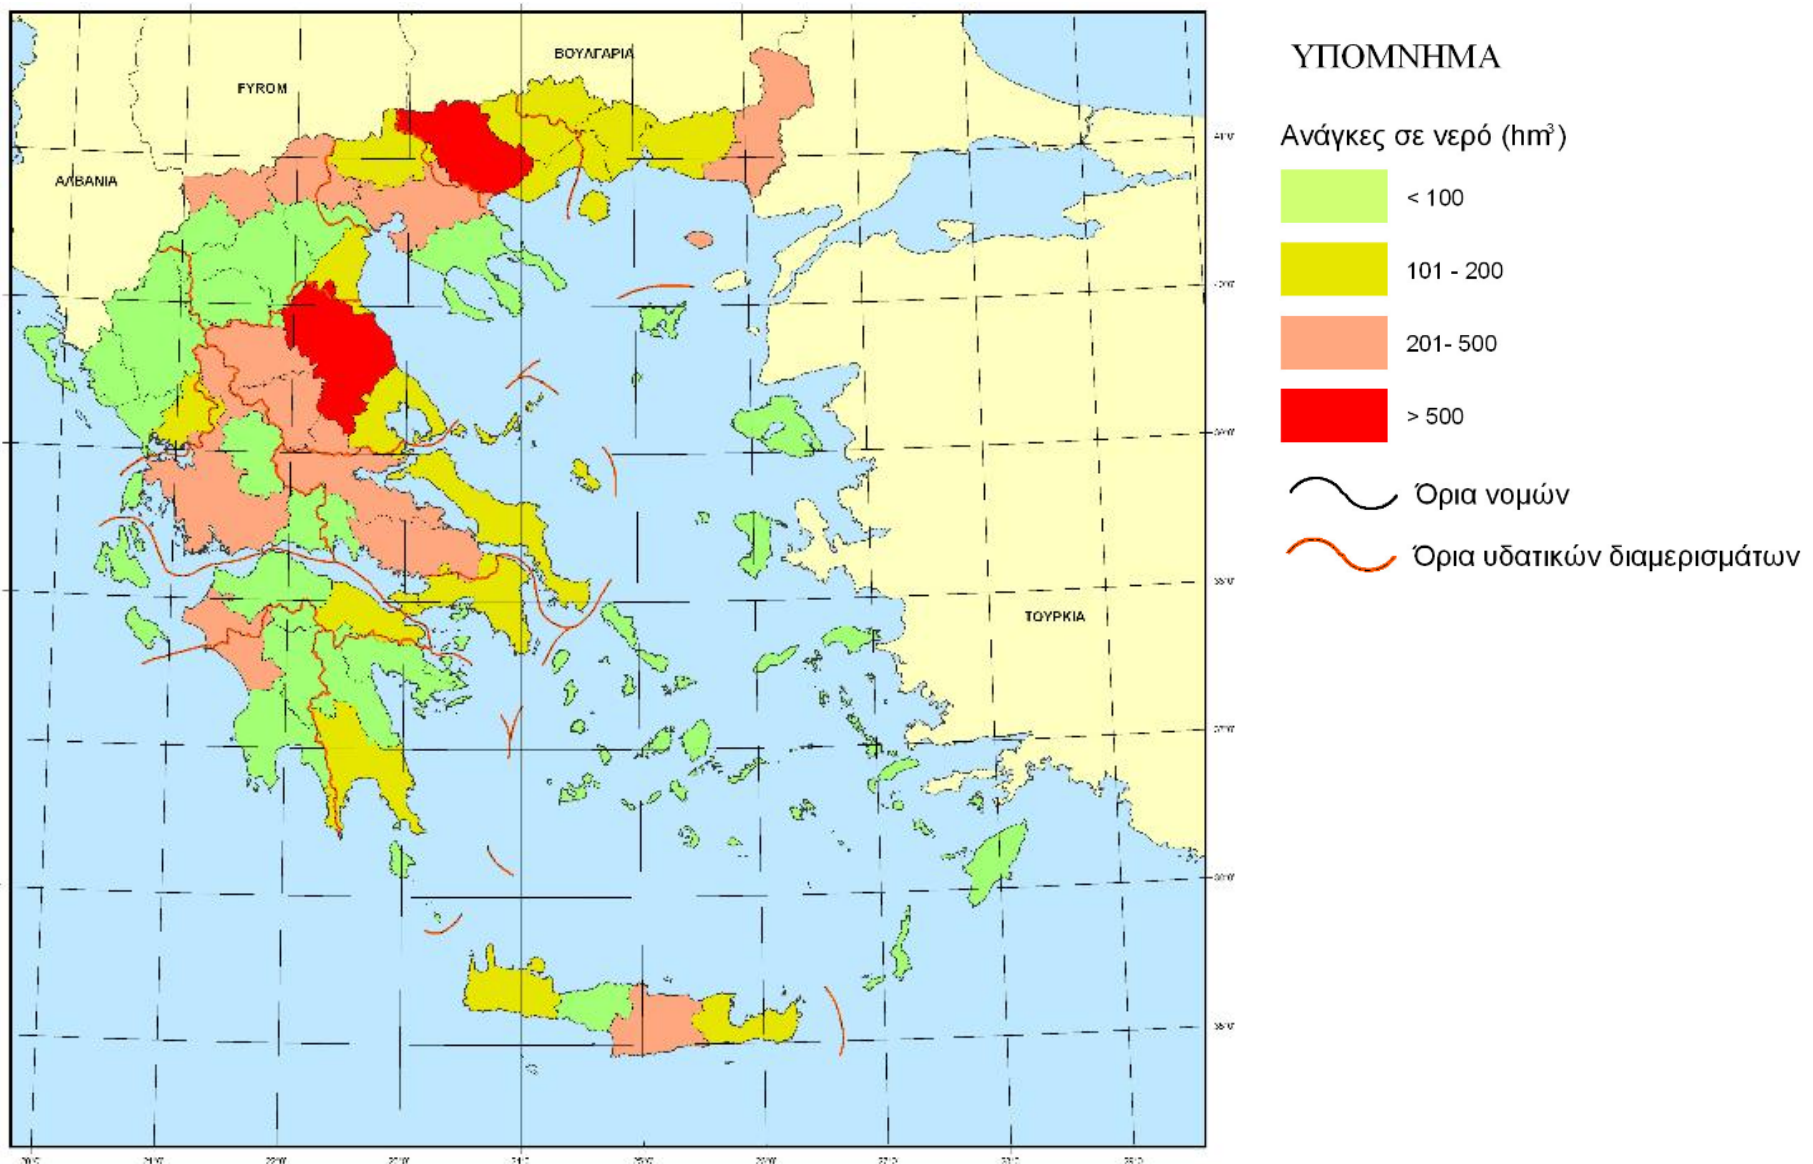 ΥΠΟΜΝΗΜΑ
Ανάγκες σε νερό (hm³)
< 100
101 - 200
201- 500
> 500
Όρια νομών
Όρια υδατικών διαμερισμάτων
ΒΟΥΛΓΑΡΙΑ
FYROM
ΑΛΒΑΝΙΑ
ΤΟΥΡΚΙΑ